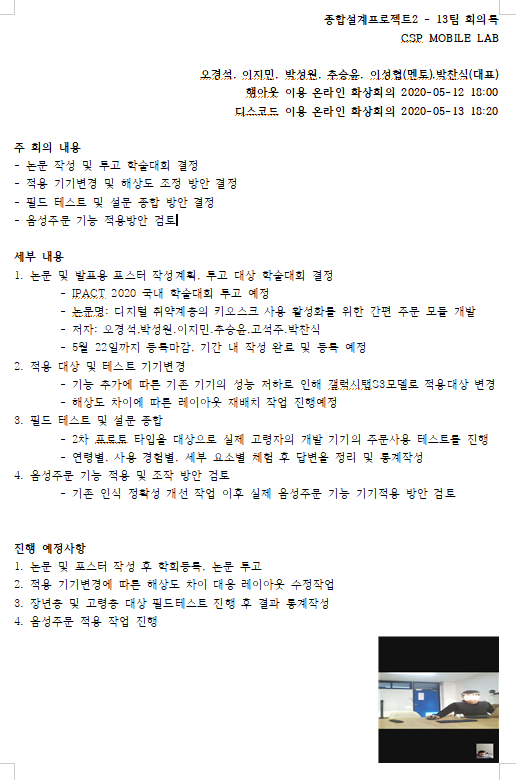 종합설계프로젝트2 - 13팀 회의록
CSP MOBILE LAB
오경석, 이지민, 박성원, 추승윤, 이성협(멘토),박찬식(대표)
행아웃 이용 온라인 화상회의 2020-05-12 18:00
디스코드 이용 온라인 화상회의 2020-05-13 18:20
주 회의 내용
- 논문 작성 및 투고 학술대회 결정
- 적용 기기변경 및 해상도 조정 방안 결정
- 필드 테스트 및 설문 종합 방안 결정
- 음성주문 기능 적용방안 검토
세부 내용
1. 논문 및 발표용 포스터 작성계획, 투고 대상 학술대회 결정
- IPACT 2020 국내 학술대회 투고 예정
- 논문명: 디지털 취약계층의 키오스크 사용 활성화를 위한 간편 주문 모듈 개발
- 저자: 오경석,박성원,이지민,추승윤,고석주,박찬식
- 5월 22일까지 등록마감, 기간 내 작성 완료 및 등록 예정
2. 적용 대상 및 테스트 기기변경
- 기능 추가에 따른 기존 기기의 성능 저하로 인해 갤럭시탭S3모델로 적용대상 변경
- 해상도 차이에 따른 레이아웃 재배치 작업 진행예정
3. 필드 테스트 및 설문 종합
- 2차 프로토 타입을 대상으로 실제 고령자의 개발 기기의 주문사용 테스트를 진행
- 연령별, 사용 경험별, 세부 요소별 체험 후 답변을 정리 및 통계작성
4. 음성주문 기능 적용 및 조작 방안 검토
- 기존 인식 정확성 개선 작업 이후 실제 음성주문 기능 기기적용 방안 검토
진행 예정사항
1. 논문 및 포스터 작성 후 학회등록, 논문 투고
2. 적용 기기변경에 따른 해상도 차이 대응 레이아웃 수정작업
3. 장년층 및 고령층 대상 필드테스트 진행 후 결과 통계작성
4. 음성주문 적용 작업 진행